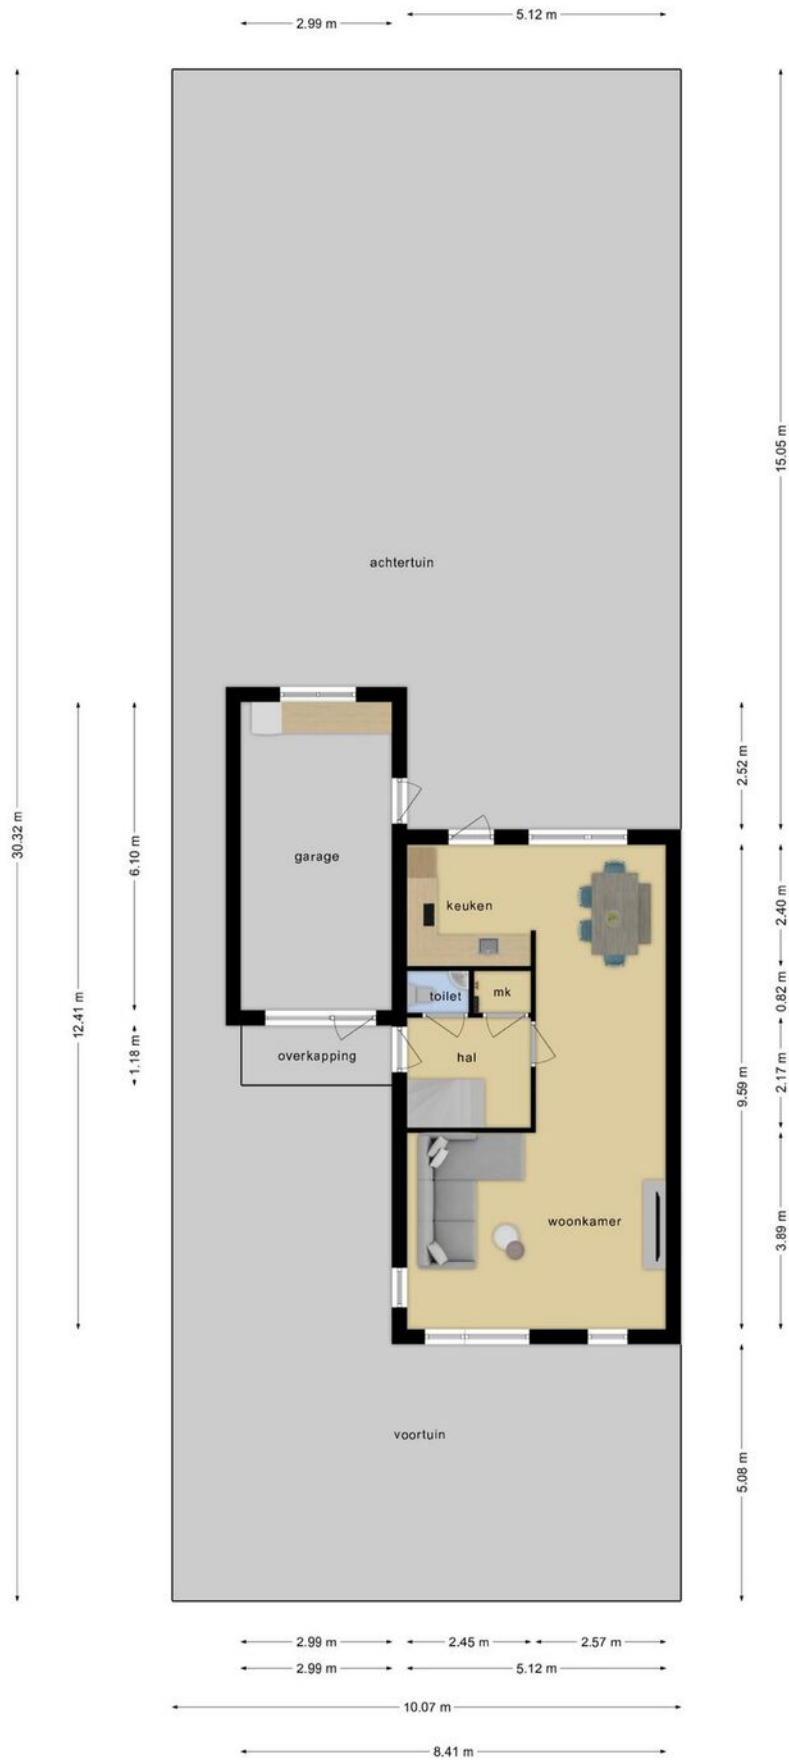 2.99 m
5.12 m
30.32 m
15.05 m
achtertuin
12.41 m
6.10 m
1.18 m
2.52 m
9.59 m
5.08 m
2.40 m
0.82 m
2.17 m
3.89 m
garage
keuken
toilet
mk
overkapping
hal
woonkamer
voortuin
2.99 m
2.45 m
2.57 m
2.99 m
5.12 m
10.07 m
8.41 m